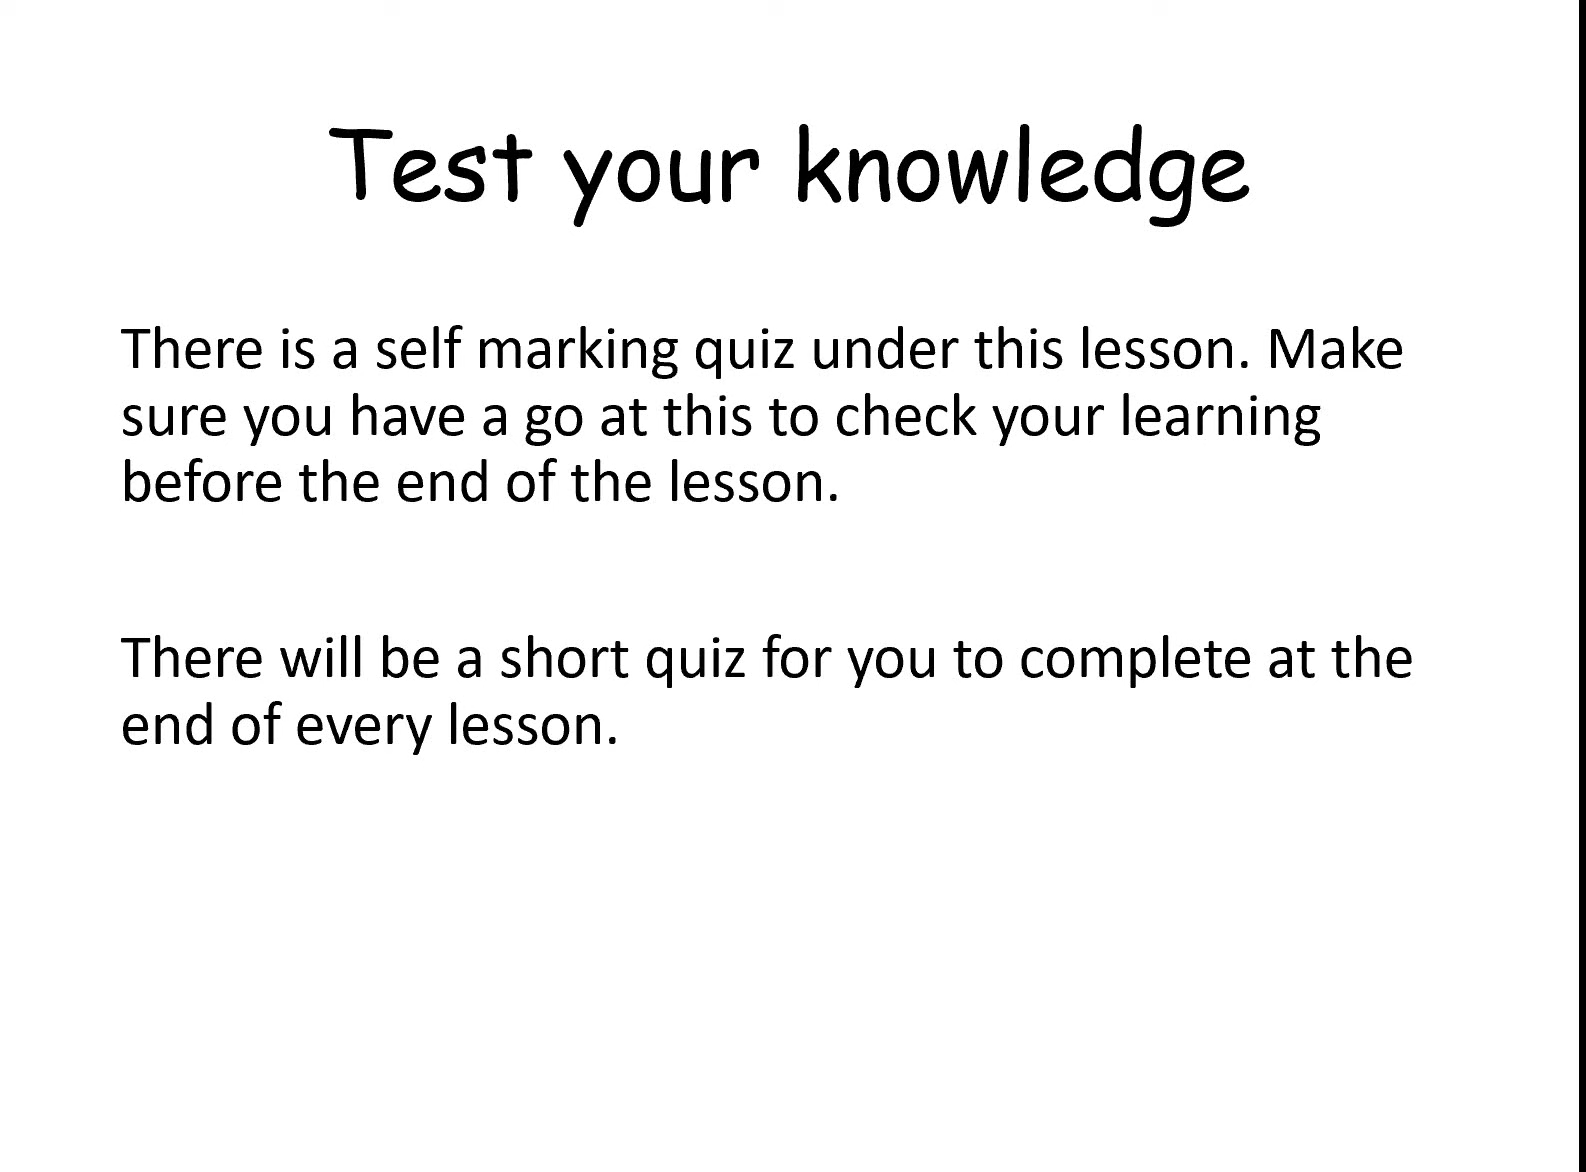 Test your knowledge
There is a self marking quiz under this lesson. Make
sure you have a go at this to check your learning
before the end of the lesson.
There will be a short quiz for you to complete at the
end of every lesson.